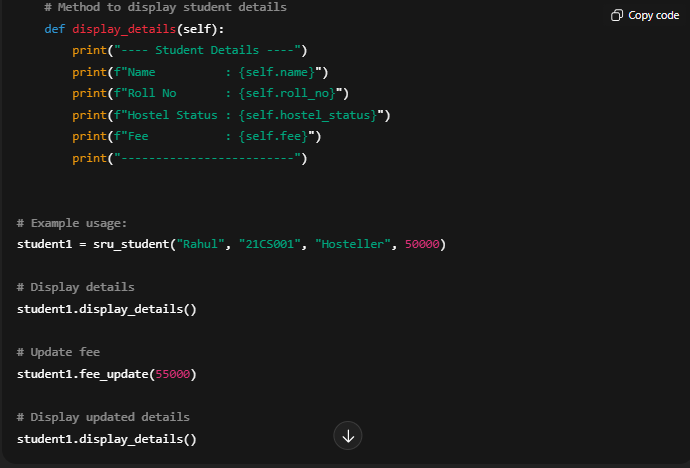 # Method to display student details
Copy code
def display_details(self):
print("---- Student Details ----")
print(f"Name          : {self.name}")
print(f"Roll No       : {self.roll_no}")
print(f"Hostel Status : {self.hostel_status}")
print(f"Fee           : {self.fee}")
print("-------------------------")
# Example usage:
student1 = sru_student("Rahul", "21CS001", "Hosteller", 50000)
# Display details
student1.display_details()
# Update fee
student1.fee_update(55000)
# Display updated details
student1.display_details()